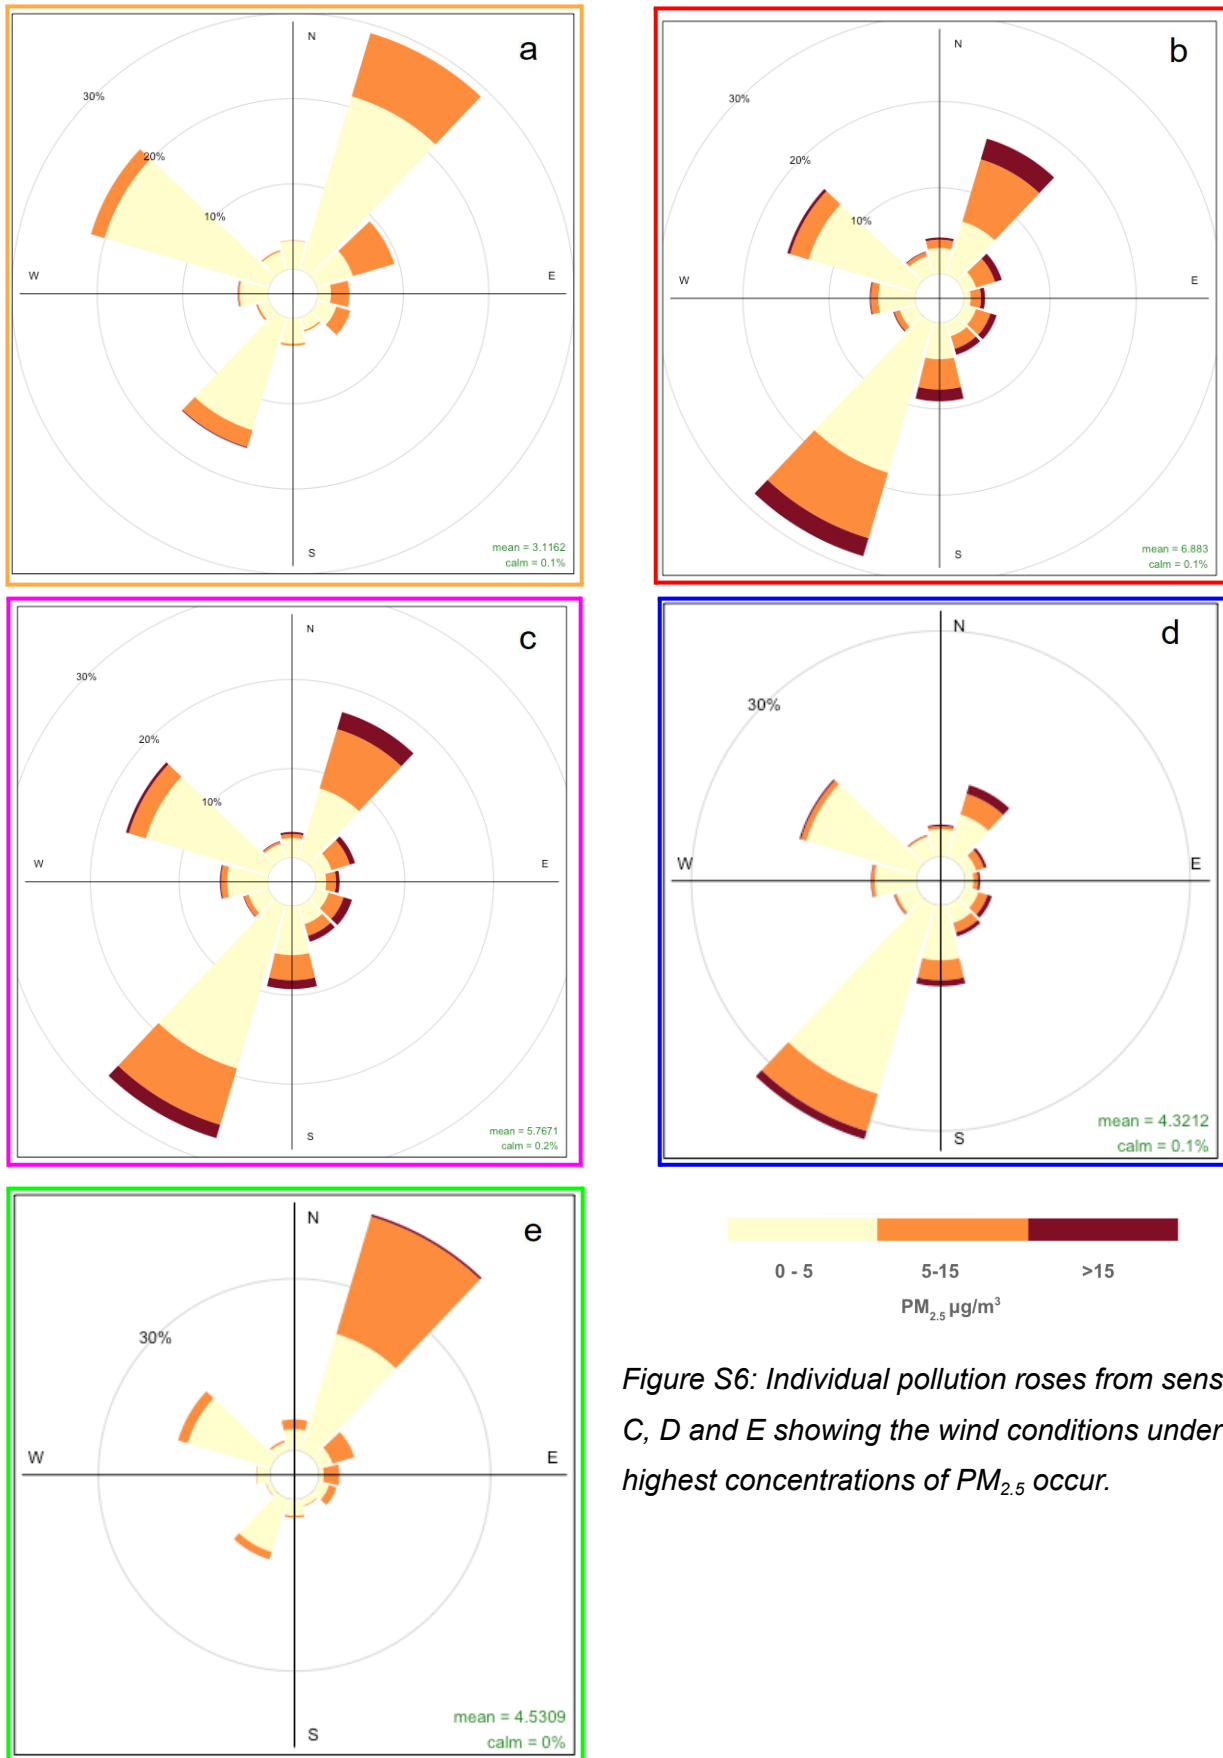 N
a
30%
20%
10%
W
E
S
mean = 3.1162
calm = 0.1%
N
b
30%
20%
10%
W
E
S
mean = 6.883
calm = 0.1%
N
c
30%
20%
10%
W
E
S
mean = 5.7671
calm = 0.2%
N
d
30%
W
E
S
mean = 4.3212
calm = 0.1%
N
e
30%
W
E
S
mean = 4.5309
calm = 0%
0 - 5 5-15 >15
PM2.5 µg/m³
Figure S6: Individual pollution roses from sens
C, D and E showing the wind conditions under
highest concentrations of PM2.5 occur.